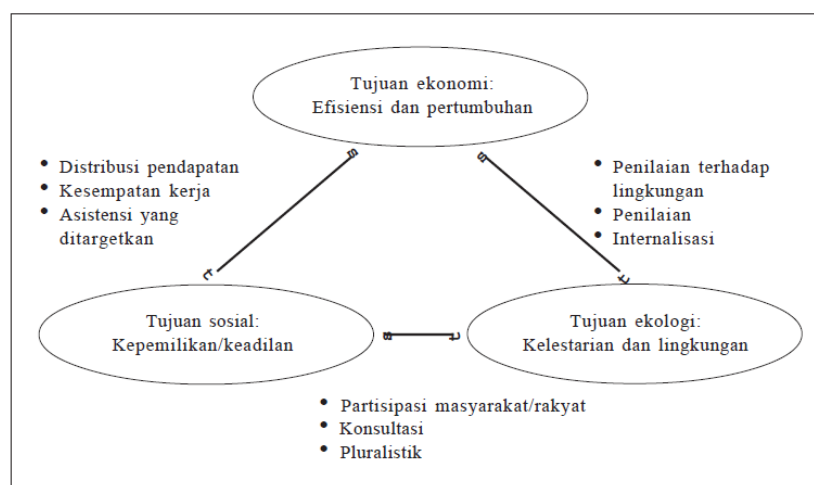 Tujuan ekonomi:
Efisiensi dan pertumbuhan
• Distribusi pendapatan
• Kesempatan kerja
• Asistensi yang
ditargetkan
• Penilaian terhadap
lingkungan
• Penilaian
• Internalisasi
Tujuan sosial:
Kepemilikan/keadilan
Tujuan ekologi:
Kelestarian dan lingkungan
• Partisipasi masyarakat/rakyat
• Konsultasi
• Pluralistik